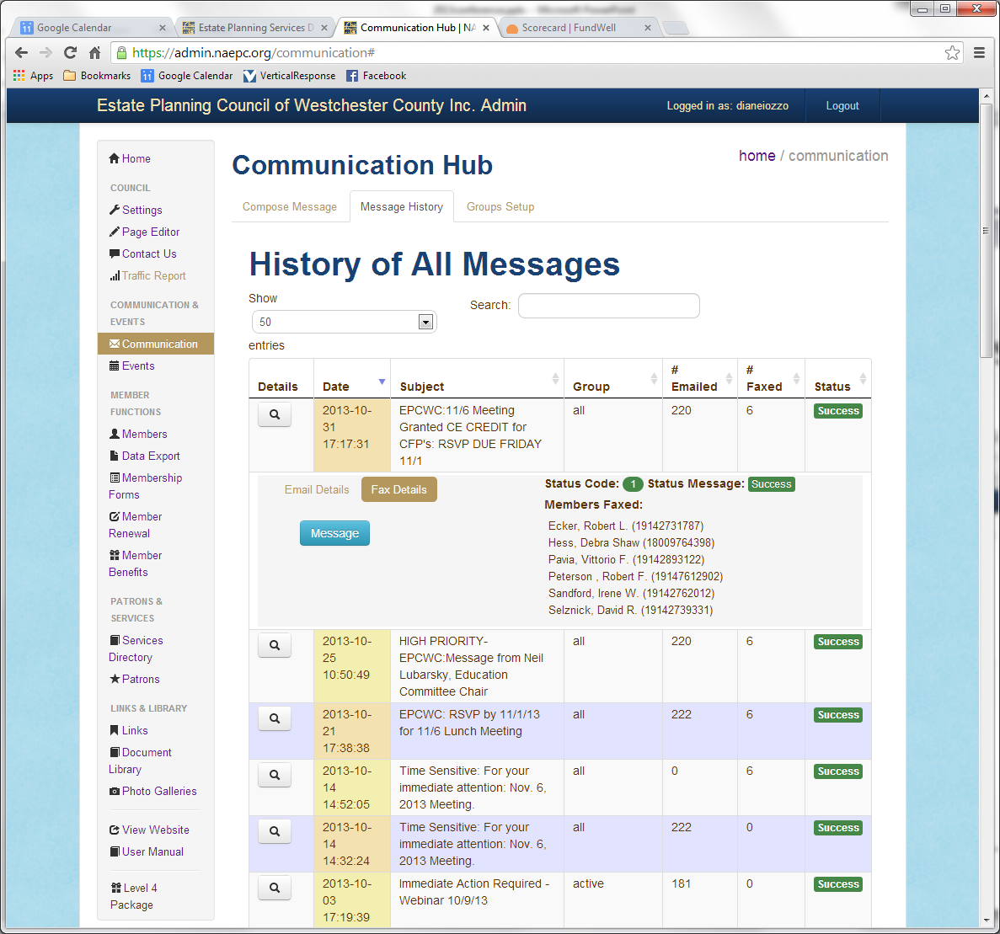 Google Calendar
Estate Planning Services D
Communication Hub | NA
Scorecard | FundWell
https://admin.naepc.org/communication#
Apps
Bookmarks
Google Calendar
VerticalResponse
Facebook
Estate Planning Council of Westchester County Inc. Admin
Logged in as: dianeiozzo
Logout
Home
COUNCIL
Settings
Page Editor
Contact Us
Traffic Report
COMMUNICATION &
EVENTS
Communication
Events
MEMBER
FUNCTIONS
Members
Data Export
Membership
Forms
Member
Renewal
Member
Benefits
PATRONS &
SERVICES
Services
Directory
Patrons
LINKS & LIBRARY
Links
Document
Library
Photo Galleries
View Website
User Manual
Level 4
Package
Communication Hub
home / communication
Compose Message
Message History
Groups Setup
History of All Messages
Show
50
entries
Search:
Details
Date
Subject
Group
#
Emailed
#
Faxed
Status
2013-10-
31
17:17:31
EPCWC:11/6 Meeting
Granted CE CREDIT for
CFP's: RSVP DUE FRIDAY
11/1
all
220
6
Success
Email Details
Fax Details
Message
Status Code: 1 Status Message: Success
Members Faxed:
Ecker, Robert L. (19142731787)
Hess, Debra Shaw (18009764398)
Pavia, Vittorio F. (19142893122)
Peterson , Robert F. (19147612902)
Sandford, Irene W. (19142762012)
Selznick, David R. (19142739331)
2013-10-
25
10:50:49
HIGH PRIORITY-
EPCWC:Message from Neil
Lubarsky, Education
Committee Chair
all
220
6
Success
2013-10-
21
17:38:38
EPCWC: RSVP by 11/1/13
for 11/6 Lunch Meeting
all
222
6
Success
2013-10-
14
14:52:05
Time Sensitive: For your
immediate attention: Nov. 6,
2013 Meeting.
all
0
6
Success
2013-10-
14
14:32:24
Time Sensitive: For your
immediate attention: Nov. 6,
2013 Meeting.
all
222
0
Success
2013-10-
03
17:19:39
Immediate Action Required -
Webinar 10/9/13
active
181
0
Success